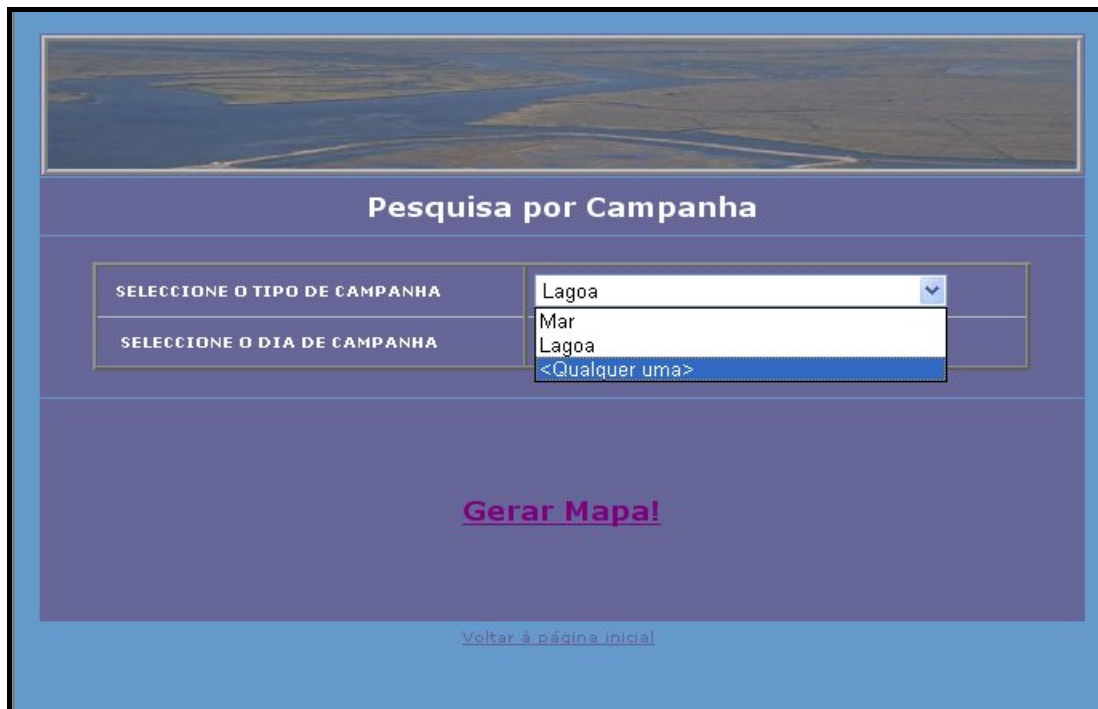 Pesquisa por Campanha
SELECCIONE O TIPO DE CAMPANHA
Lagoa
Mar
Lagoa
<Qualquer uma>
SELECCIONE O DIA DE CAMPANHA
Gerar Mapa!
Voltar á página inicial